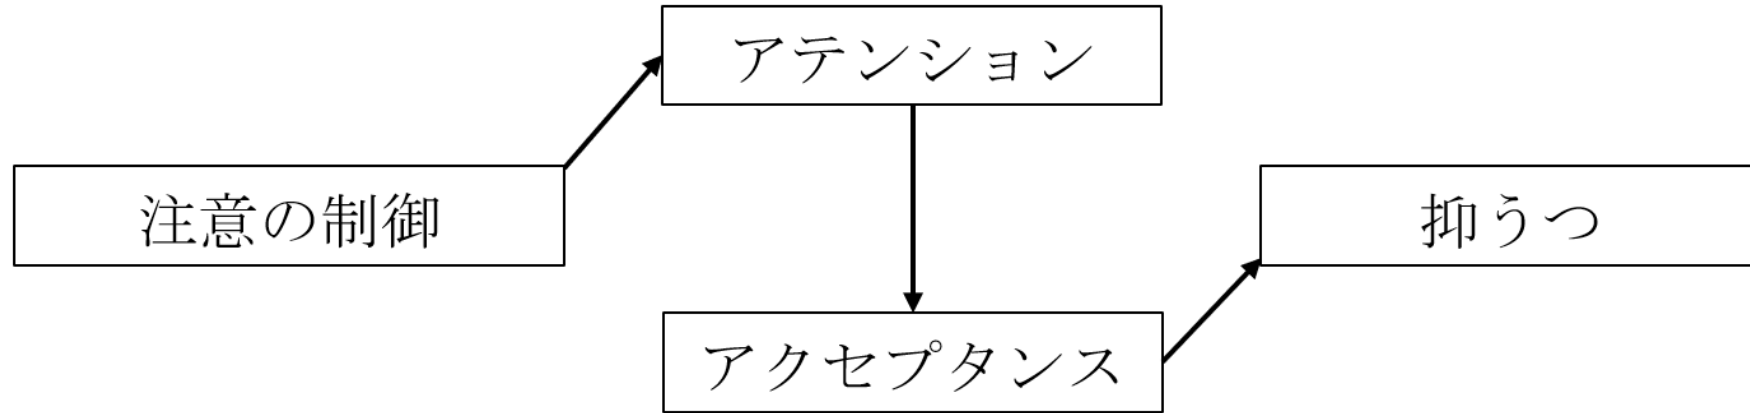 アテンション
注意の制御
抑うつ
アクセプタンス